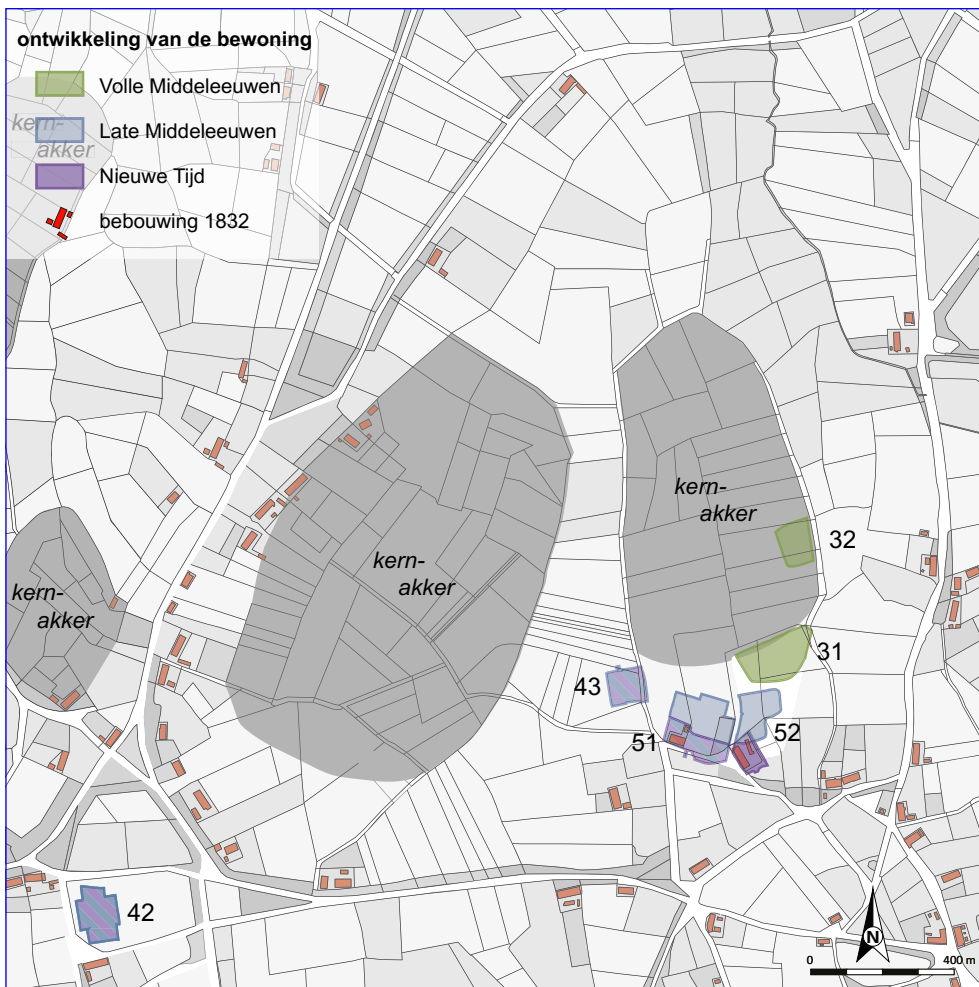 ontwikkeling van de bewoning
Volle Middeleeuwen
Late Middeleeuwen
Nieuwe Tijd
bebouwing 1832
kern-
akker
kern-
akker
32
kern-
akker
kern-
akker
31
43
51
52
42
N
0
400 m